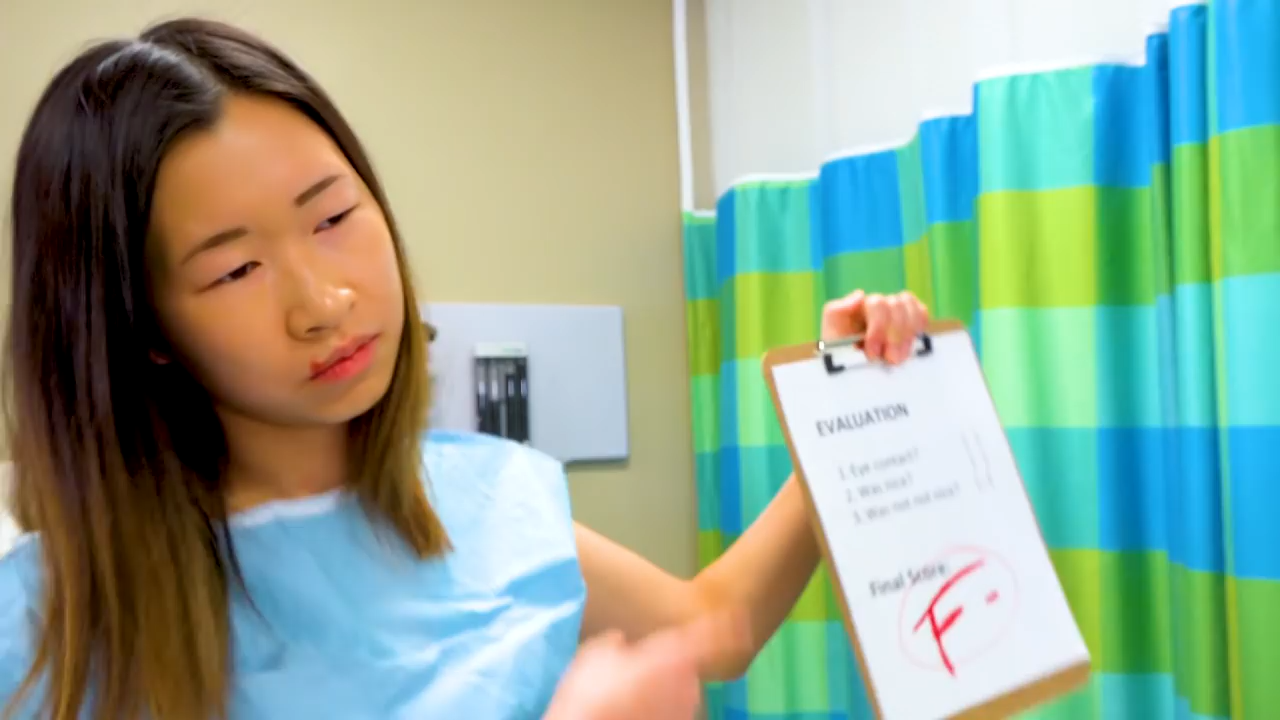 EVALUATION
1. Eye contact?
2. Was nice?
3. Was not not nice?
Final Score:
F-